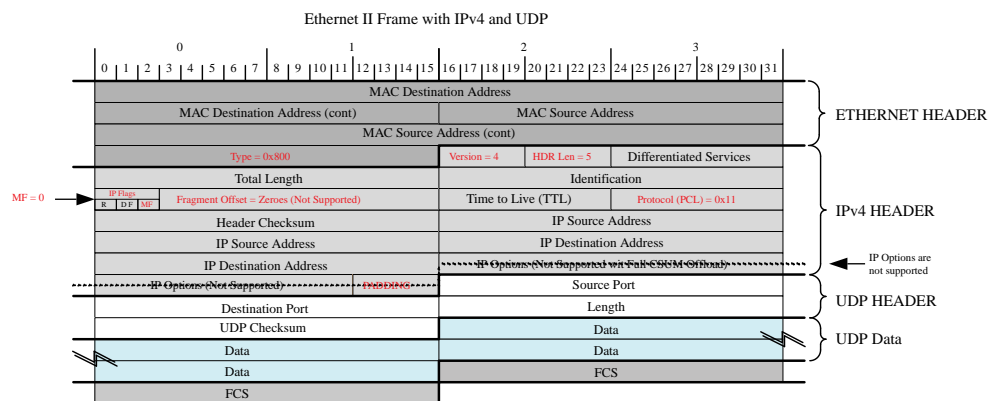 Ethernet II Frame with IPv4 and UDP
0 1 2 3
0 1 2 3 4 5 6 7 8 9 10 11 12 13 14 15 16 17 18 19 20 21 22 23 24 25 26 27 28 29 30 31
MAC Destination Address
MAC Destination Address (cont) MAC Source Address
ETHERNET HEADER
MAC Source Address (cont)
Type = 0x800 Version = 4 HDR Len = 5 Differentiated Services
Total Length Identification
MF = 0
IP Flags
R D F MF
Fragment Offset = Zeroes (Not Supported) Time to Live (TTL) Protocol (PCL) = 0x11
Header Checksum IP Source Address
IPv4 HEADER
IP Source Address IP Destination Address
IP Destination Address IP Options (Not Supported wit Full CSUM Offload)
IP Options are
not supported
IP Options (Not Supported) PADDING Source Port
UDP HEADER
Destination Port Length
UDP Checksum Data
UDP Data
Data Data
Data FCS
FCS